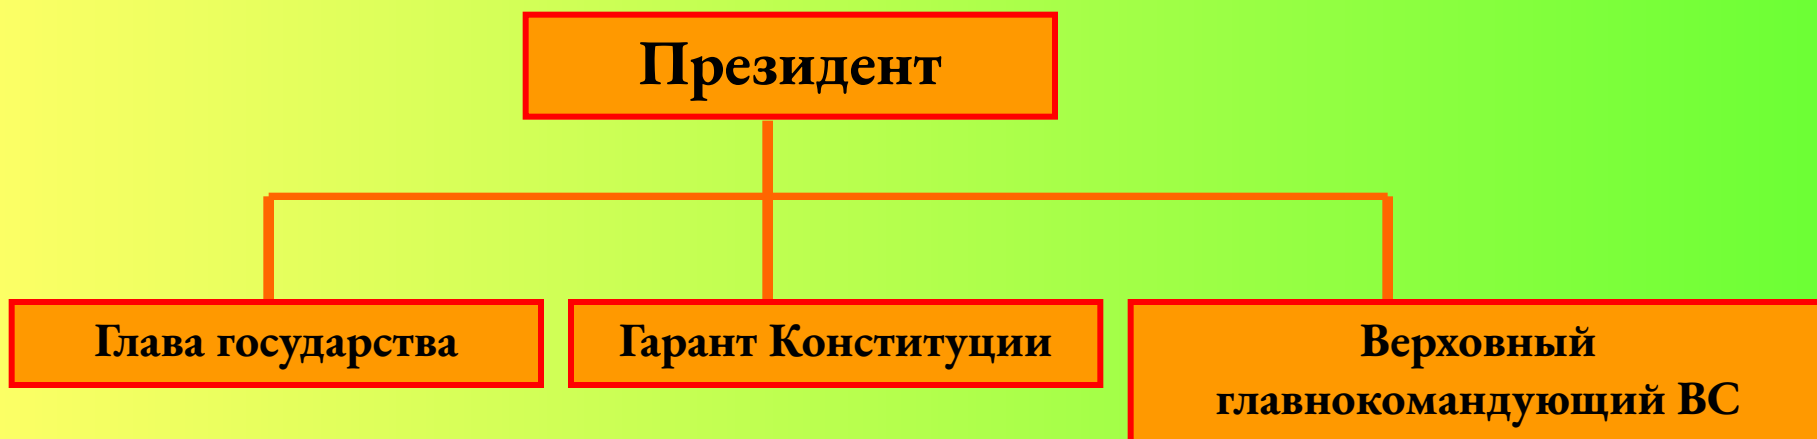 Президент
Глава государства
Гарант Конституции
Верховный
главнокомандующий ВС